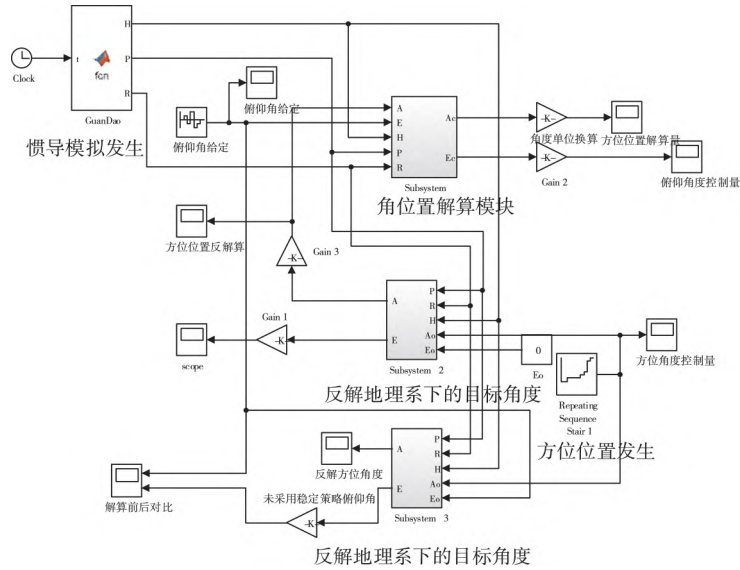 H
t
P
fcn
R
Clock
GuanDao
惯导模拟发生
俯仰角给定
俯仰角给定
A
E
H
P
R
Ac
Ec
Subsystem
角位置解算模块
-K-
角度单位换算
方位位置解算量
-K-
Gain 2
俯仰角度控制量
方位位置反解算
-K-
Gain 3
Gain 1
-K-
scope
A
E
P
R
H
Ao
Eo
Subsystem 2
反解地理系下的目标角度
0
Eo
方位角度控制量
Repeating
Sequence
Stair 1
方位位置发生
反解方位角度
A
E
P
R
H
Ao
Eo
Subsystem 3
未采用稳定策略俯仰角
-K-
解算前后对比
反解地理系下的目标角度